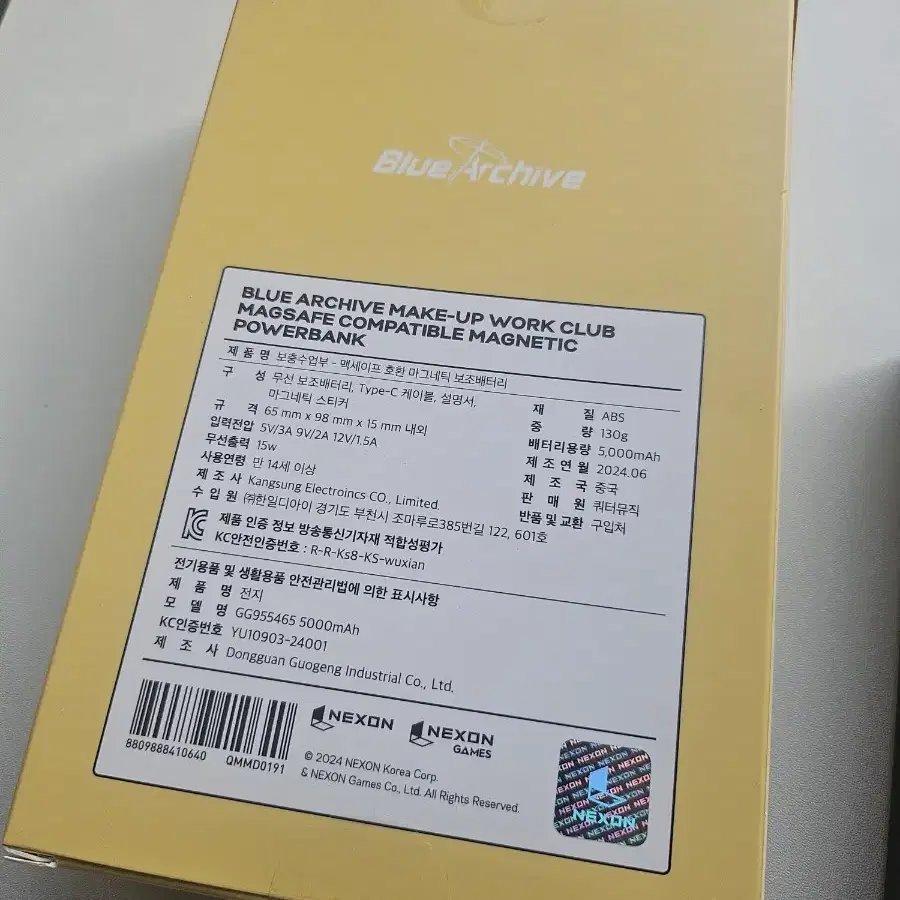 Blue Archive
BLUE ARCHIVE MAKE-UP WORK CLUB
MAGSAFE COMPATIBLE MAGNETIC
POWERBANK
제품명 보충수업부 - 맥세이프 호환 마그네틱 보조배터리
구성 무선 보조배터리, Type-C 케이블, 설명서,
마그네틱 스티커
규격 65 mm x 98 mm x 15 mm 내외
입력전압 5V/3A 9V/2A 12V/1.5A
무선출력 15w
사용연령 만 14세 이상
제조사 Kangsung Electroincs CO., Limited.
수입원 ㈜한일디아이 경기도 부천시 조마루로385번길 122, 601호
재질 ABS
중량 130g
배터리용량 5,000mAh
제조연월 2024.06
제조국 중국
판매원 쿼터뮤직
반품 및 교환 구입처
제품 인증 정보 방송통신기자재 적합성평가
KC안전인증번호 : R-R-Ks8-KS-wuxian
전기용품 및 생활용품 안전관리법에 의한 표시사항
제품명 전지
모델명 GG955465 5000mAh
KC인증번호 YU10903-24001
제조사 Dongguan Guogeng Industrial Co., Ltd.
8809888410640 QMMD0191
NEXON
NEXON
GAMES
© 2024 NEXON Korea Corp.
& NEXON Games Co., Ltd. All Rights Reserved.
NEXON